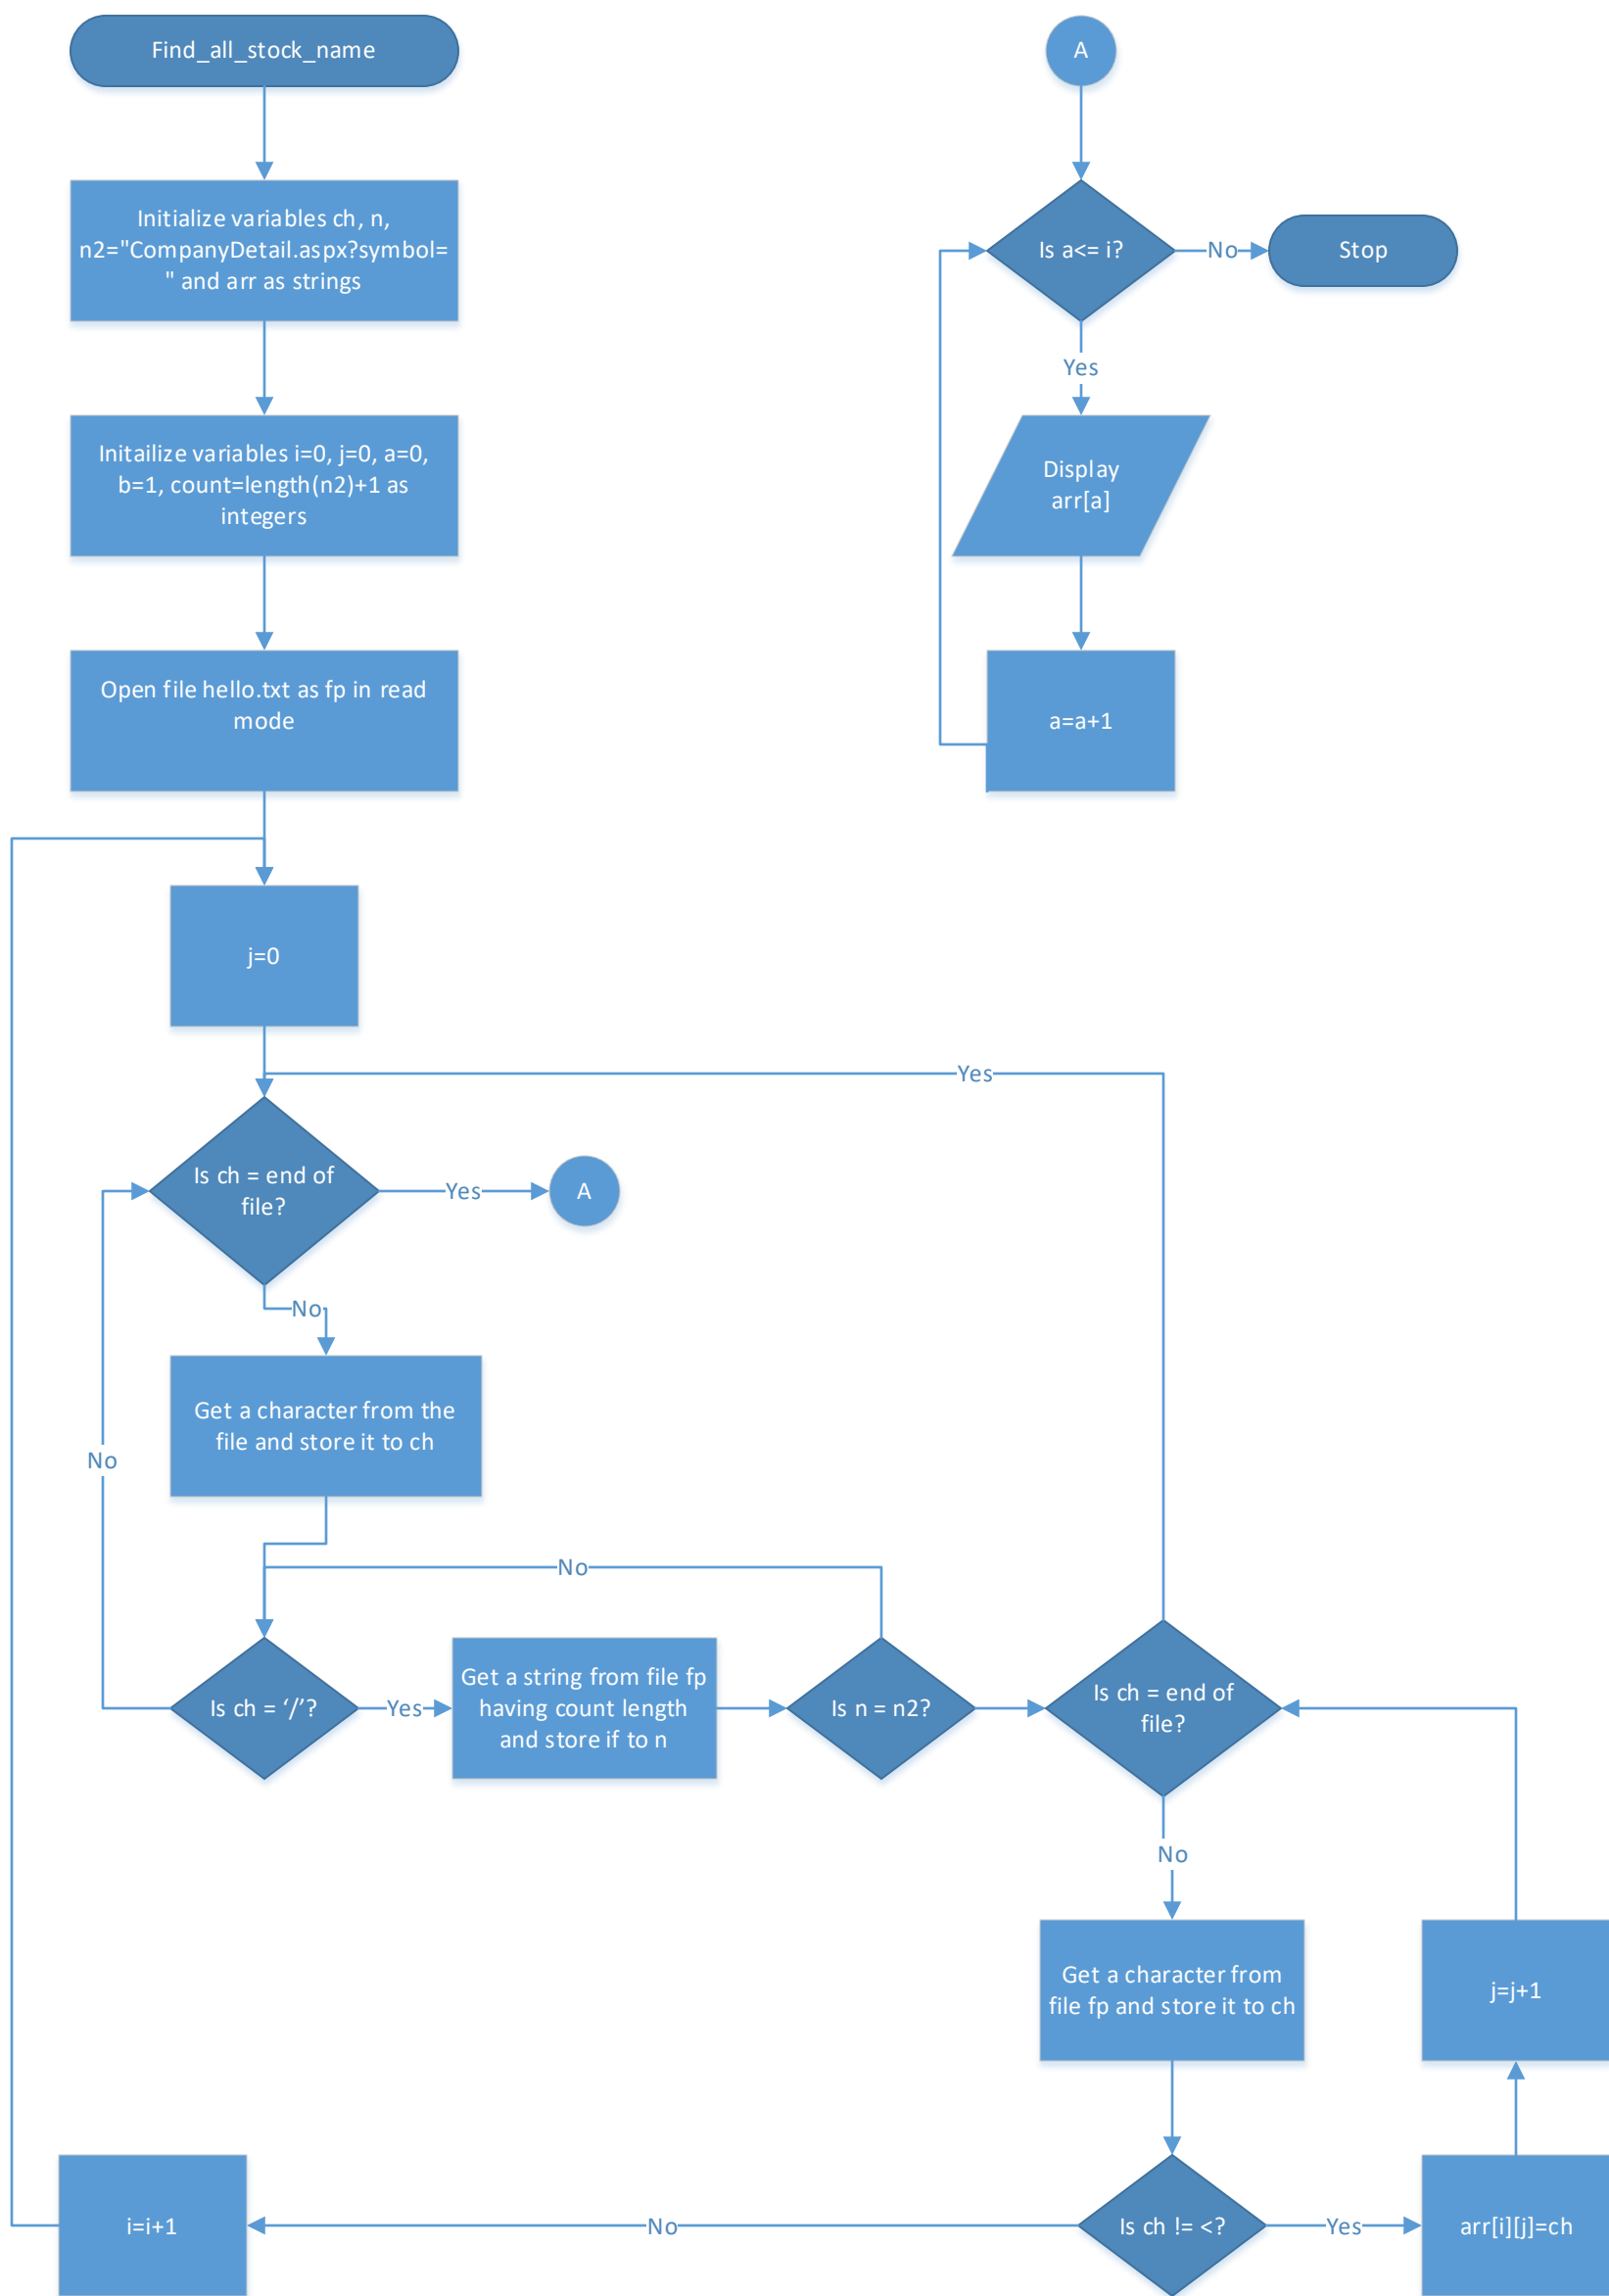 Find_all_stock_name
Initialize variables ch, n,
n2="CompanyDetail.aspx?symbol=
" and arr as strings
Initailize variables i=0, j=0, a=0,
b=1, count=length(n2)+1 as
integers
Open file hello.txt as fp in read
mode
j=0
Yes
Is ch = end of
file?
Yes
A
No
Get a character from the
file and store it to ch
No
No
Is ch = ‘/’?
Yes
Get a string from file fp
having count length
and store if to n
Is n = n2?
Is ch = end of
file?
No
Get a character from
file fp and store it to ch
j=j+1
i=i+1
No
Is ch != <?
Yes
arr[i][j]=ch
A
Is a<= i?
No
Stop
Yes
Display
arr[a]
a=a+1